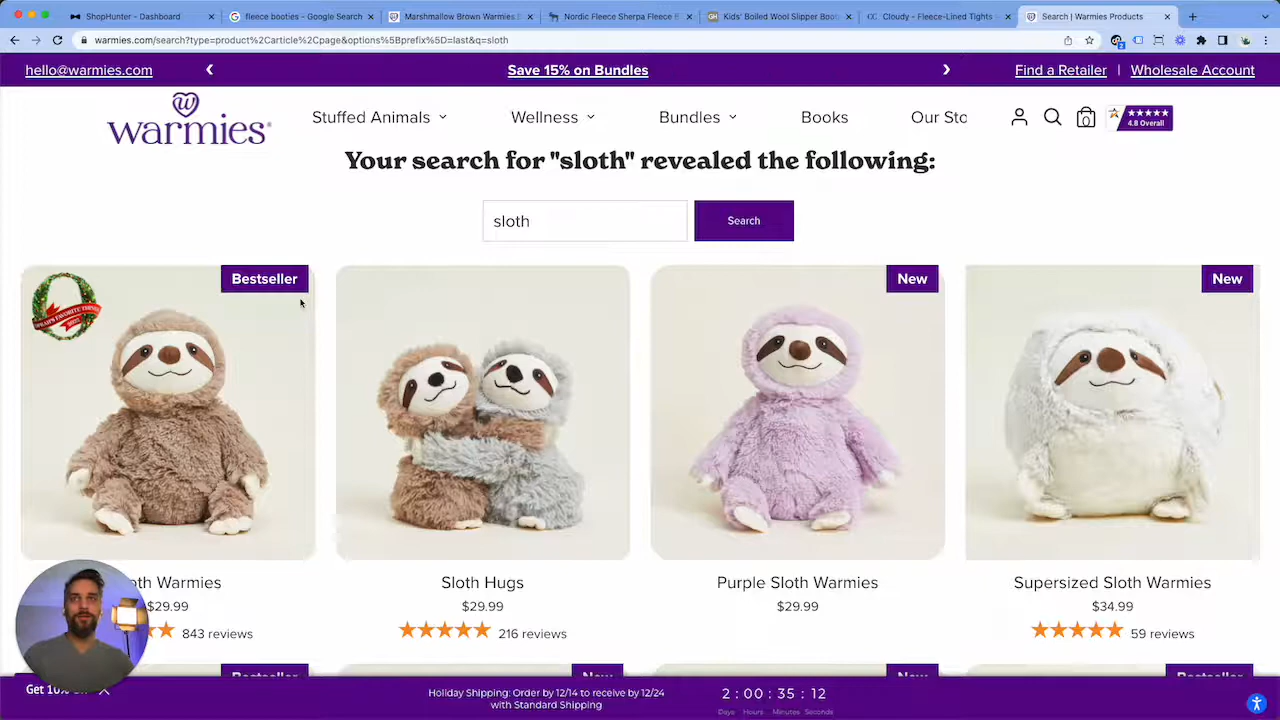 ShopHunter - Dashboard
fleece booties - Google Search
Marshmallow Brown Warmies
Nordic Fleece Sherpa Fleece
Kids' Boiled Wool Slipper Boot
Cloudy - Fleece-Lined Tights
Search | Warmies Products
warmies.com/search?type=product%2Carticle%2Cpage&options%5Bprefix%5D=last&q=sloth
hello@warmies.com
Save 15% on Bundles
Find a Retailer | Wholesale Account
warmies
Stuffed Animals
Wellness
Bundles
Books
Our Sto
0
4.8 Overall
Your search for "sloth" revealed the following:
sloth
Search
Bestseller
New
New
Sloth Hugs
Purple Sloth Warmies
Supersized Sloth Warmies
oth Warmies
$29.99
$29.99
$29.99
$34.99
843 reviews
216 reviews
59 reviews
Bestseller
New
New
Bestseller
Get 10%
Holiday Shipping: Order by 12/14 to receive by 12/24
with Standard Shipping
2 : 00 : 35 : 12
Days Hours Minutes Seconds